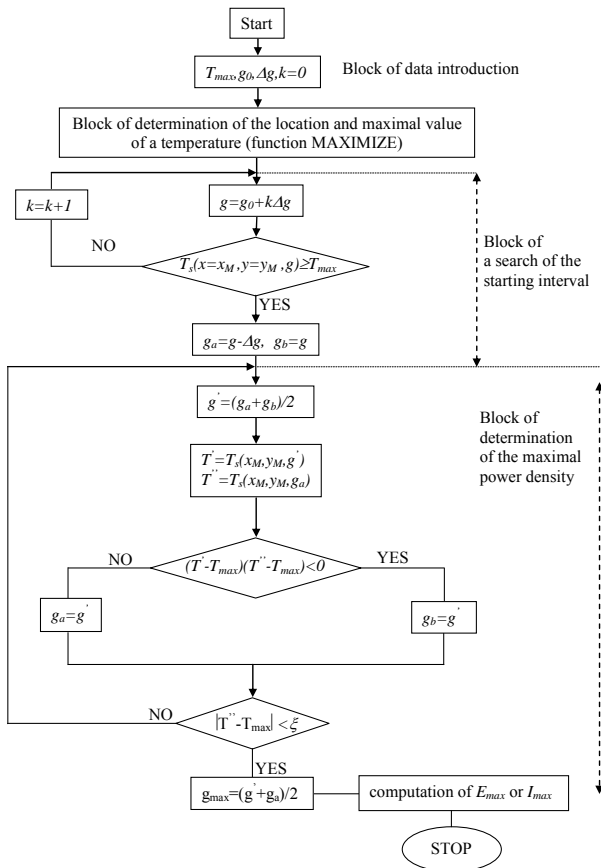 Start
T_max,g_0,Δg,k=0
Block of data introduction
Block of determination of the location and maximal value
of a temperature (function MAXIMIZE)
k=k+1
g=g_0+kΔg
NO
T_s(x=x_M,y=y_M,g)≥T_max
YES
Block of
a search of the
starting interval
g_a=g-Δg, g_b=g
g'=(g_a+g_b)/2
Block of
determination
of the maximal
power density
T'=T_s(x_M,y_M,g')
T''=T_s(x_M,y_M,g_a)
NO
(T'-T_max)(T''-T_max)<0
YES
g_a=g'
g_b=g'
NO
|T''-T_max|<ξ
YES
g_max=(g'+g_a)/2
computation of E_max or I_max
STOP